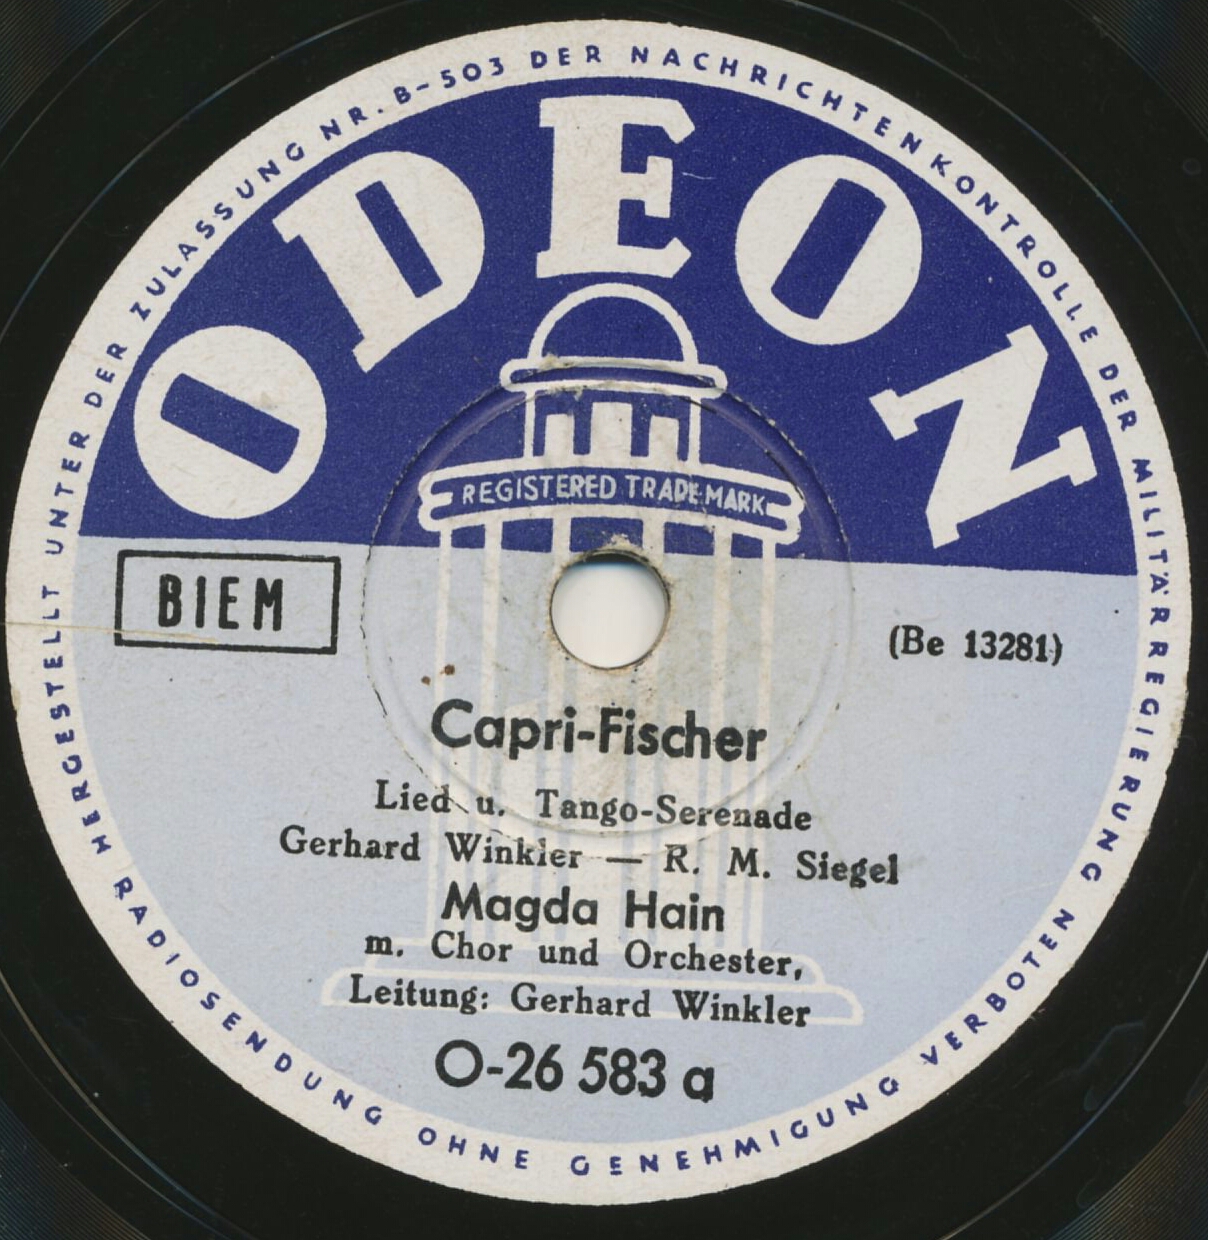 HERGESTELLT UNTER DER ZULASSUNG NR. B-503 DER NACHRICHTENKONTROLLE DER MILITÄRREGIERUNG
ODEON
REGISTERED TRADE-MARK
BIEM
(Be 13281)
Capri-Fischer
Lied u. Tango-Serenade
Gerhard Winkler — R. M. Siegel
Magda Hain
m. Chor und Orchester,
Leitung: Gerhard Winkler
O-26 583 a
RADIOSENDUNG OHNE GENEHMIGUNG VERBOTEN